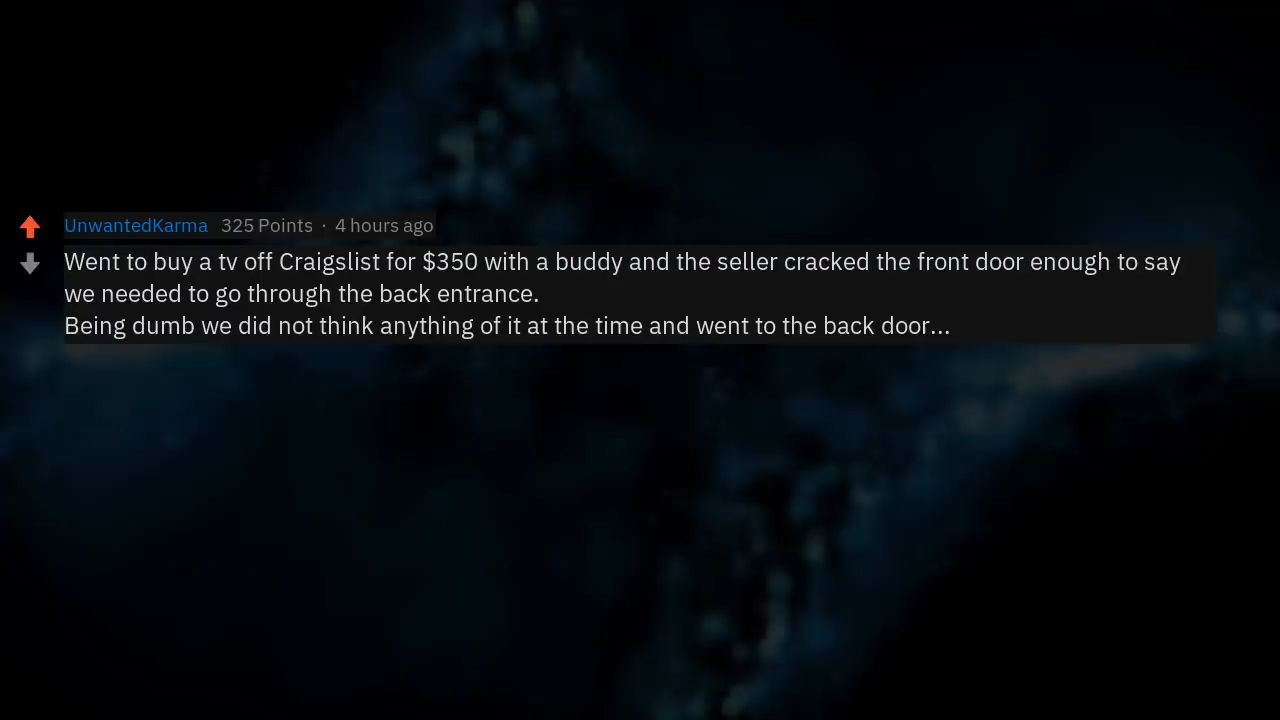 UnwantedKarma 325 Points · 4 hours ago
Went to buy a tv off Craigslist for $350 with a buddy and the seller cracked the front door enough to say
we needed to go through the back entrance.
Being dumb we did not think anything of it at the time and went to the back door...